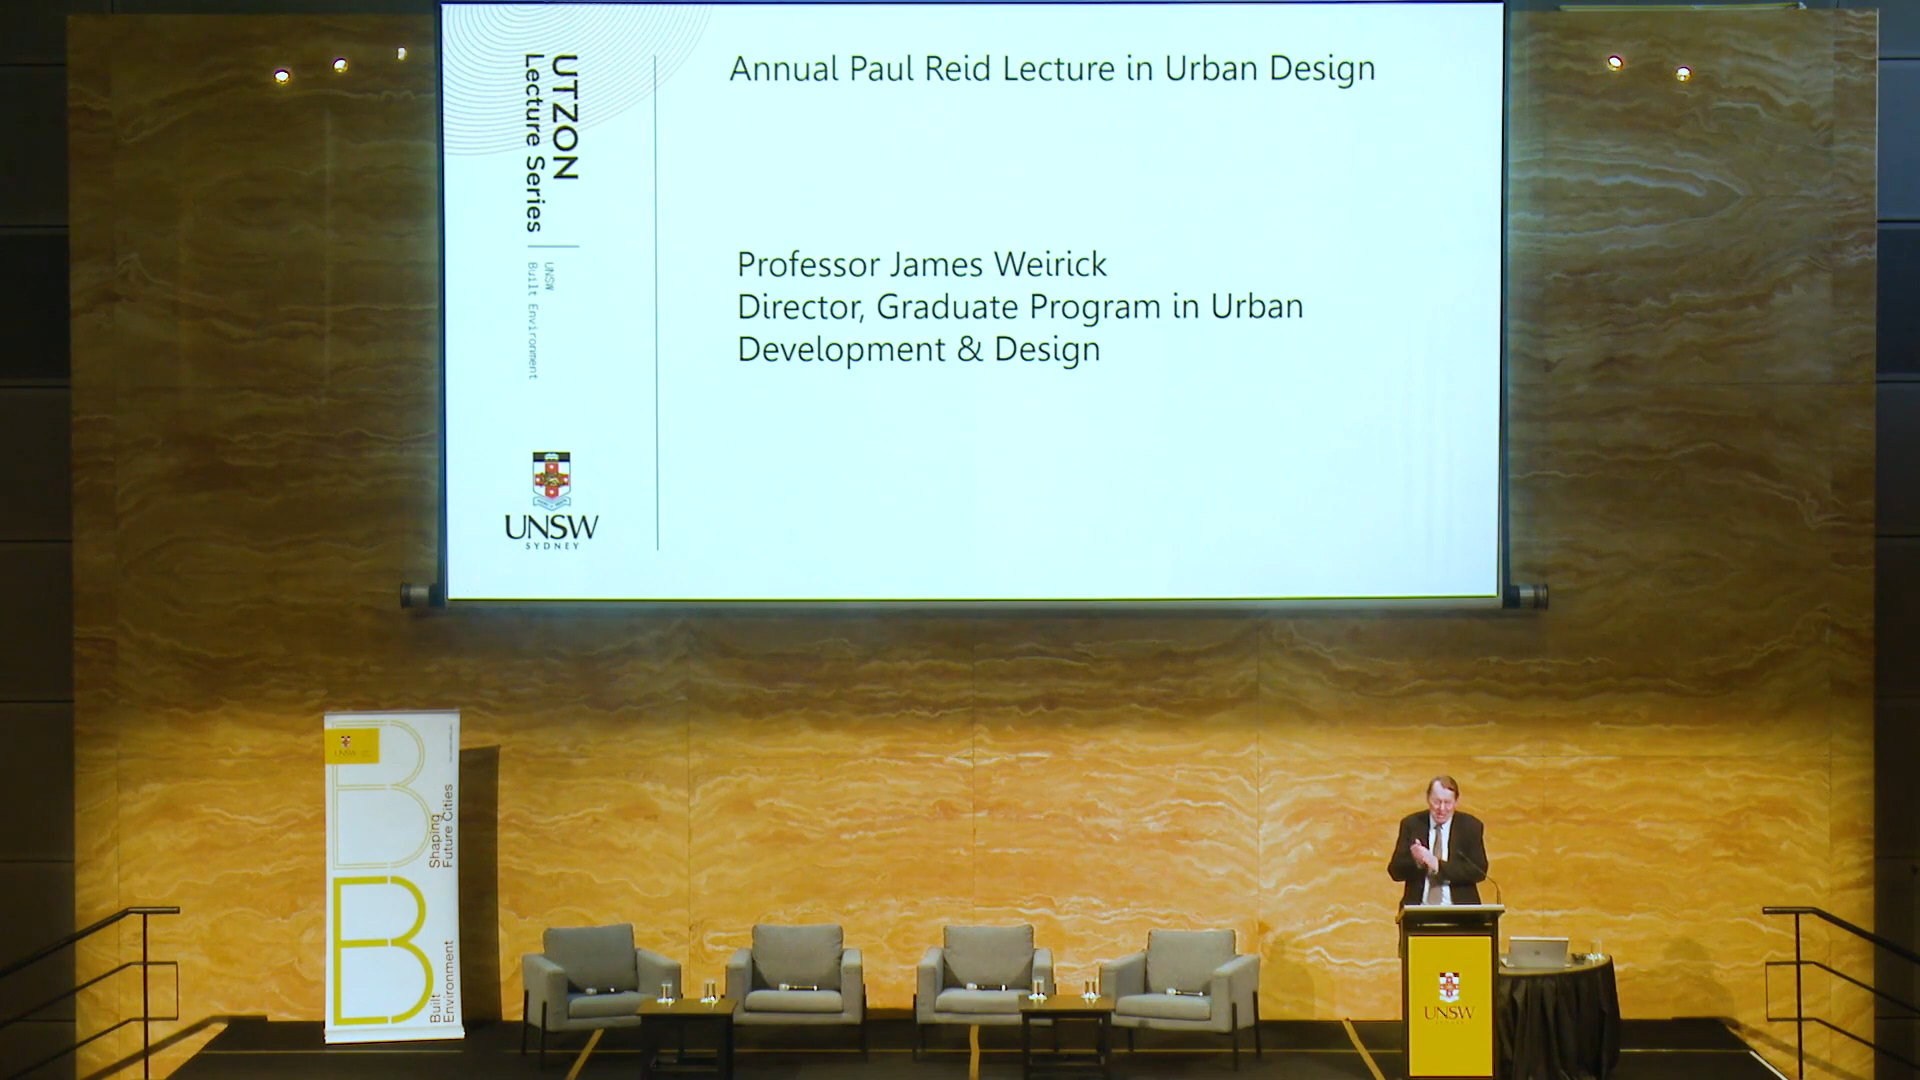 UTZON
Lecture Series
UNSW
Built Environment
UNSW
SYDNEY
Annual Paul Reid Lecture in Urban Design
Professor James Weirick
Director, Graduate Program in Urban
Development & Design
UNSW
Shaping
Future Cities
Built
Environment
UNSW